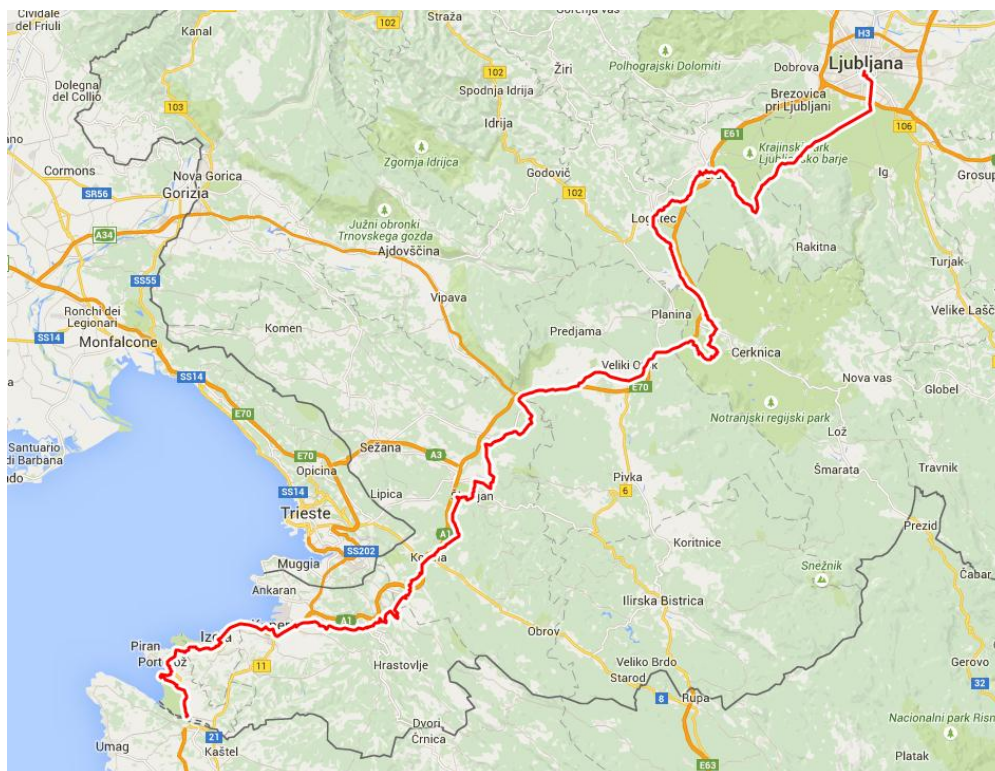 Cividale
del Friuli
Kanal
Straža
Gorenja vas
H3
Dolegna
del Collio
102
Žiri
Polhograjski Dolomiti
Dobrova
Ljubljana
Spodnja Idrija
Brezovica
pri Ljubljani
103
Idrija
E61
106
Krajinski park
Ljubljansko barje
Cormons
Nova Gorica
Zgornja Idrijca
Godovič
Ig
Grosup
SR56
Gorizia
102
A34
Južni obronki
Trnovskega gozda
Ajdovščina
Rakitna
Turjak
SS55
Ronchi dei
Legionari
Vipava
Planina
Velike Lašč
SS14
Monfalcone
Komen
Predjama
Cerknica
SS14
Veliki
E70
Nova vas
Globel
E70
Notranjski regijski park
Santuario
di Barbana
Sežana
A3
Lož
E70
Opicina
Šmarata
Travnik
SS14
Lipica
Pivka
6
Trieste
Prezid
A1
SS202
Koritnice
Muggia
Snežnik
Čabar
Ankaran
Ilirska Bistrica
A1
Piran
Obrov
11
Hrastovlje
Veliko Brdo
Starod
Gerovo
32
8
Rupa
Dvori
Črnica
Nacionalni park Risn
21
Umag
Kaštel
Platak
E63